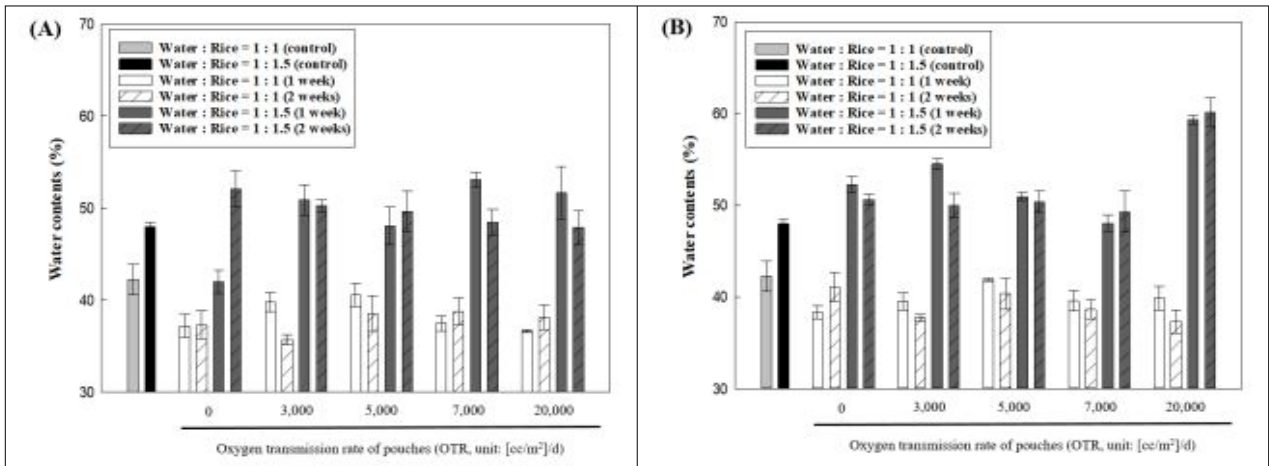 (A)
70
60
50
40
30
Water contents (%)
Water : Rice = 1 : 1 (control)
Water : Rice = 1 : 1.5 (control)
Water : Rice = 1 : 1 (1 week)
Water : Rice = 1 : 1 (2 weeks)
Water : Rice = 1 : 1.5 (1 week)
Water : Rice = 1 : 1.5 (2 weeks)
0 3,000 5,000 7,000 20,000
Oxygen transmission rate of pouches (OTR, unit: [cc/m²]/d)
(B)
70
60
50
40
30
Water contents (%)
Water : Rice = 1 : 1 (control)
Water : Rice = 1 : 1.5 (control)
Water : Rice = 1 : 1 (1 week)
Water : Rice = 1 : 1 (2 weeks)
Water : Rice = 1 : 1.5 (1 week)
Water : Rice = 1 : 1.5 (2 weeks)
0 3,000 5,000 7,000 20,000
Oxygen transmission rate of pouches (OTR, unit: [cc/m²]/d)